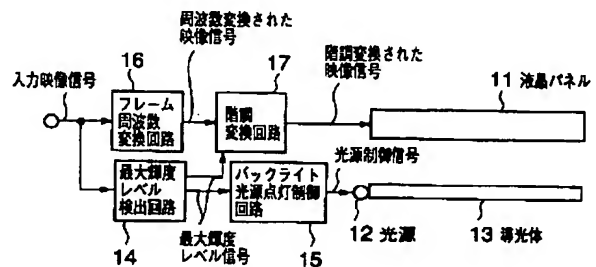 周波数変換された
映像信号
階調変換された
映像信号
入力映像信号
16
フレーム
周波数
変換回路
17
階調
変換回路
11 液晶パネル
最大輝度
レベル
検出回路
14
最大輝度
レベル信号
バックライト
光源点灯制御
回路
15
光源制御信号
12 光源
13 導光体